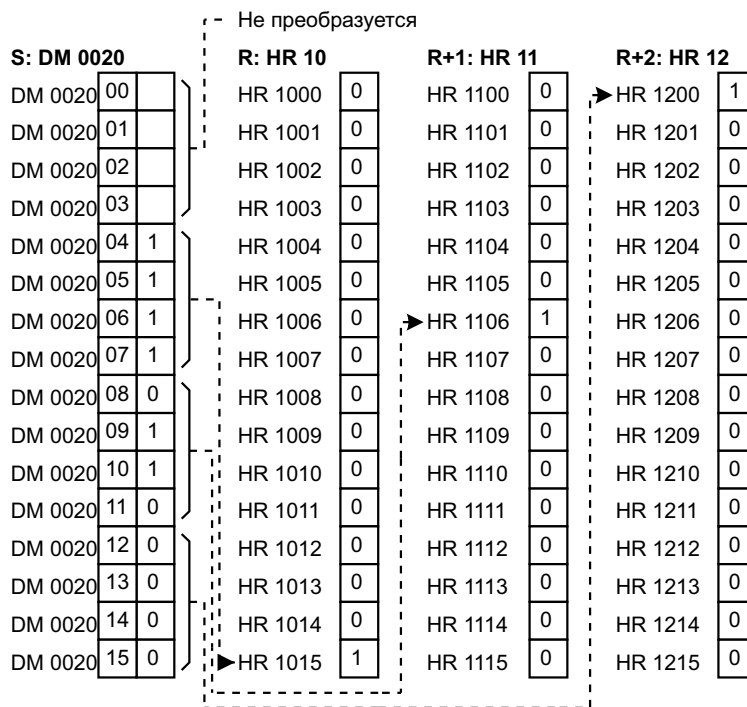 Не преобразуется
S: DM 0020 R: HR 10 R+1: HR 11 R+2: HR 12
DM 0020 00 HR 1000 0 HR 1100 0 HR 1200 1
DM 0020 01 HR 1001 0 HR 1101 0 HR 1201 0
DM 0020 02 HR 1002 0 HR 1102 0 HR 1202 0
DM 0020 03 HR 1003 0 HR 1103 0 HR 1203 0
DM 0020 04 1 HR 1004 0 HR 1104 0 HR 1204 0
DM 0020 05 1 HR 1005 0 HR 1105 0 HR 1205 0
DM 0020 06 1 HR 1006 0 HR 1106 1 HR 1206 0
DM 0020 07 1 HR 1007 0 HR 1107 0 HR 1207 0
DM 0020 08 0 HR 1008 0 HR 1108 0 HR 1208 0
DM 0020 09 1 HR 1009 0 HR 1109 0 HR 1209 0
DM 0020 10 1 HR 1010 0 HR 1110 0 HR 1210 0
DM 0020 11 0 HR 1011 0 HR 1111 0 HR 1211 0
DM 0020 12 0 HR 1012 0 HR 1112 0 HR 1212 0
DM 0020 13 0 HR 1013 0 HR 1113 0 HR 1213 0
DM 0020 14 0 HR 1014 0 HR 1114 0 HR 1214 0
DM 0020 15 0 HR 1015 1 HR 1115 0 HR 1215 0